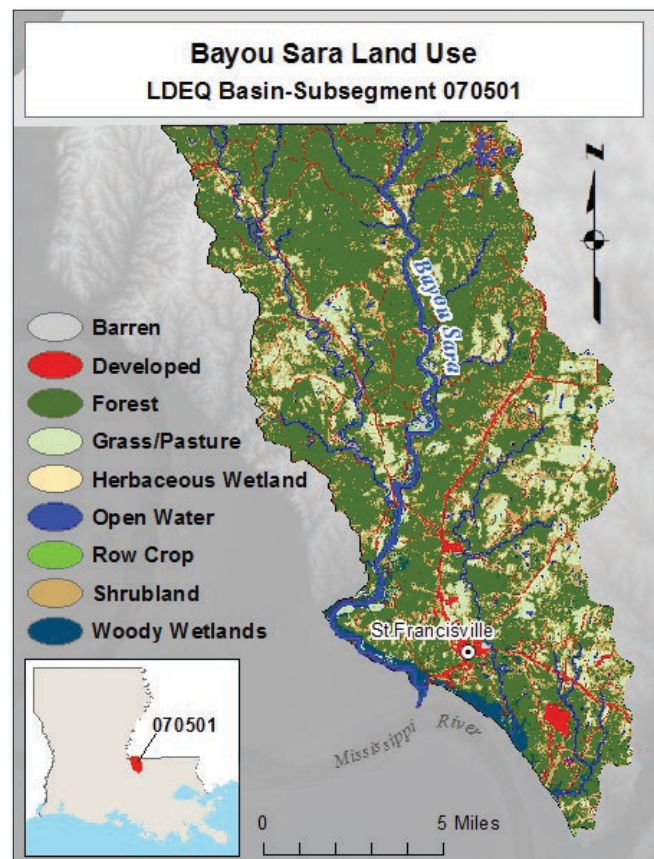 Bayou Sara Land Use
LDEQ Basin-Subsegment 070501
N
Bayou Sara
Barren
Developed
Forest
Grass/Pasture
Herbaceous Wetland
Open Water
Row Crop
Shrubland
Woody Wetlands
St.Francisville
Mississippi River
070501
0 5 Miles